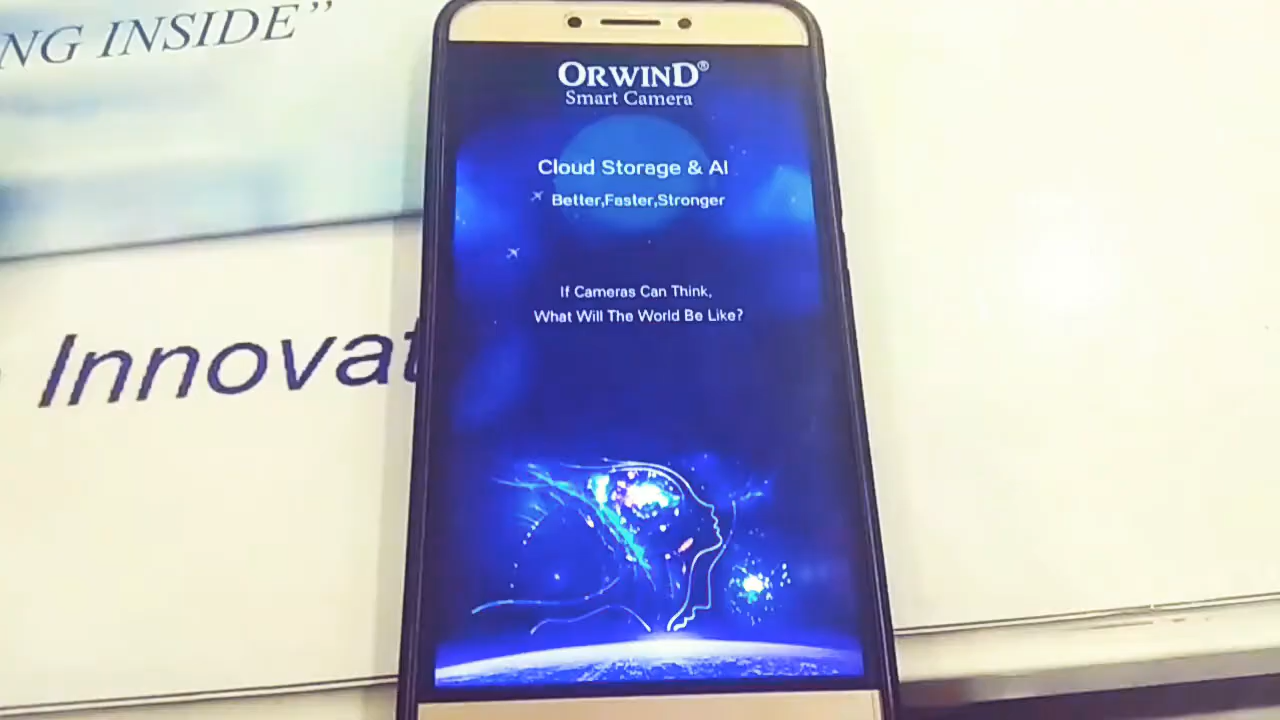 NG INSIDE”
Innovat
ORWIND®
Smart Camera
Cloud Storage & AI
Better,Faster,Stronger
If Cameras Can Think,
What Will The World Be Like?